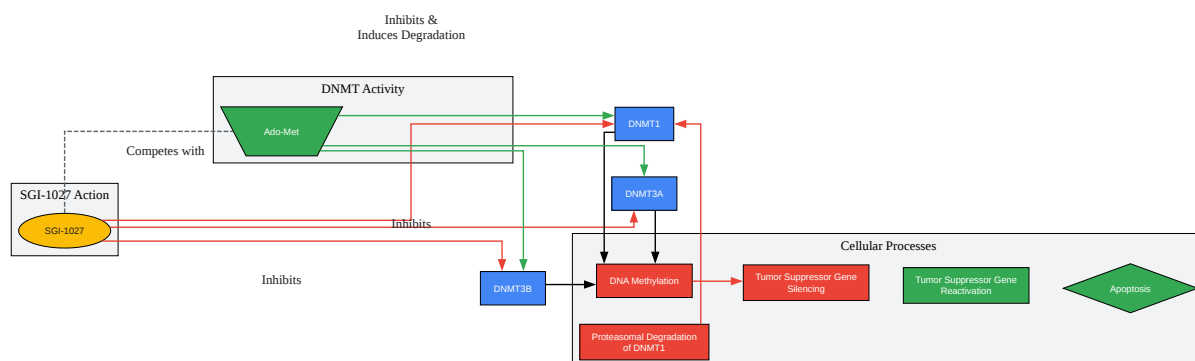 Inhibits &
Induces Degradation
DNMT Activity
Ado-Met
DNMT1
Competes with
SGI-1027 Action
SGI-1027
DNMT3A
Inhibits
Cellular Processes
Inhibits
DNMT3B
DNA Methylation
Tumor Suppressor Gene
Silencing
Tumor Suppressor Gene
Reactivation
Apoptosis
Proteasomal Degradation
of DNMT1